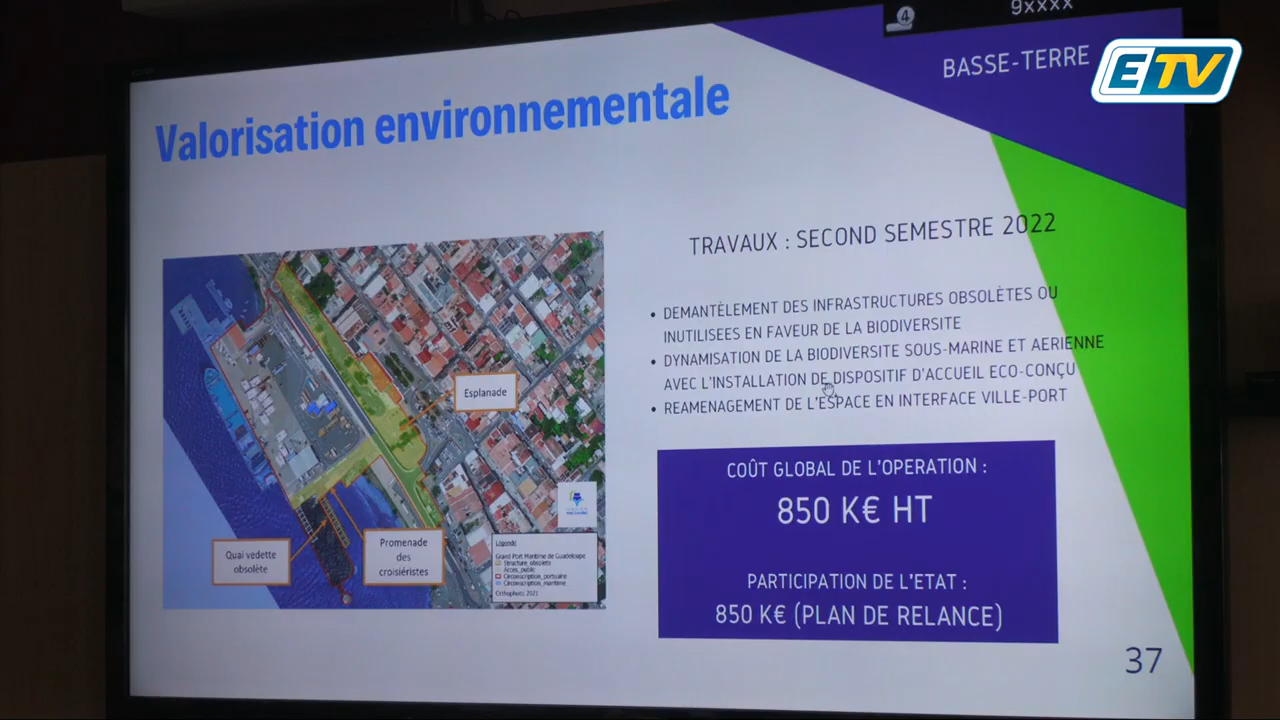 4
9xxxx
BASSE-TERRE
ETV
Valorisation environnementale
TRAVAUX : SECOND SEMESTRE 2022
• DEMANTÈLEMENT DES INFRASTRUCTURES OBSOLÈTES OU
INUTILISEES EN FAVEUR DE LA BIODIVERSITE
• DYNAMISATION DE LA BIODIVERSITE SOUS-MARINE ET AERIENNE
AVEC L'INSTALLATION DE DISPOSITIF D'ACCUEIL ECO-CONÇU
• REAMENAGEMENT DE L'ESPACE EN INTERFACE VILLE-PORT
Esplanade
Quai vedette
obsolète
Promenade
des
croisiéristes
Légende
Grand Port Maritime de Guadeloupe
Structure_obsolete
Acces_public
Circonscription_portuaire
Circonscription_maritime
Orthophoto 2021
COÛT GLOBAL DE L'OPERATION :
850 K€ HT
PARTICIPATION DE L'ETAT :
850 K€ (PLAN DE RELANCE)
37